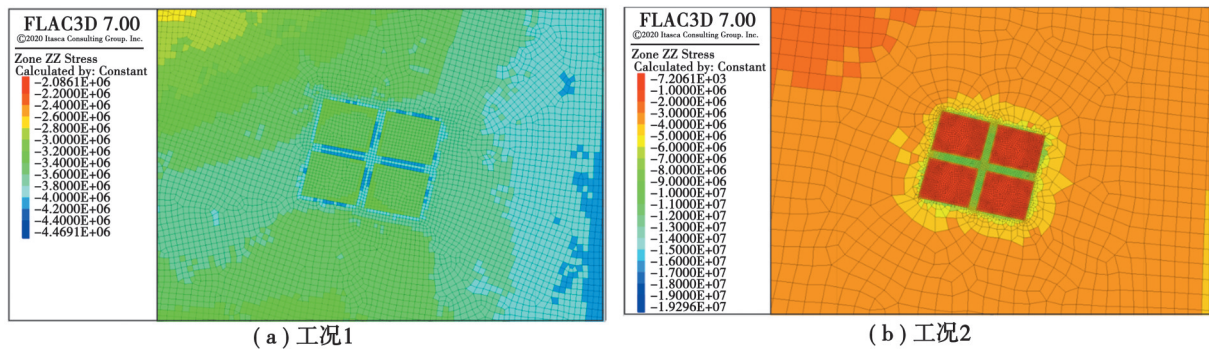 FLAC3D 7.00
©2020 Itasca Consulting Group. Inc.
Zone ZZ Stress
Calculated by: Constant
−2.0861E+06
−2.2000E+06
−2.4000E+06
−2.6000E+06
−2.8000E+06
−3.0000E+06
−3.2000E+06
−3.4000E+06
−3.6000E+06
−3.8000E+06
−4.0000E+06
−4.2000E+06
−4.4000E+06
−4.4691E+06
(a)工况1
FLAC3D 7.00
©2020 Itasca Consulting Group. Inc.
Zone ZZ Stress
Calculated by: Constant
−7.2061E+03
−1.0000E+06
−2.0000E+06
−3.0000E+06
−4.0000E+06
−5.0000E+06
−6.0000E+06
−7.0000E+06
−8.0000E+06
−9.0000E+06
−1.0000E+07
−1.1000E+07
−1.2000E+07
−1.3000E+07
−1.4000E+07
−1.5000E+07
−1.6000E+07
−1.7000E+07
−1.8000E+07
−1.9000E+07
−1.9296E+07
(b)工况2